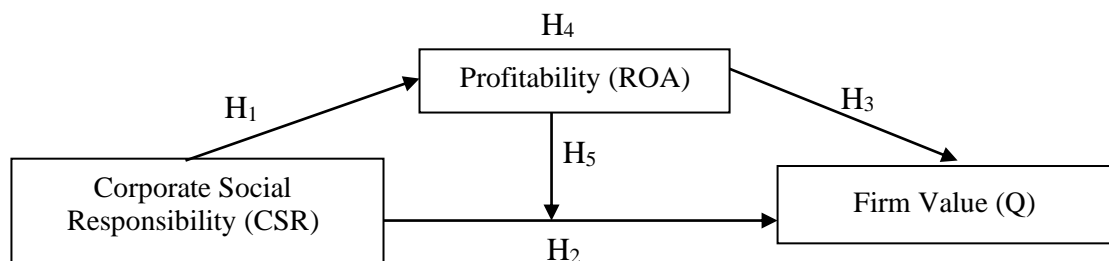 H4
Profitability (ROA)
H1
H3
H5
Corporate Social
Responsibility (CSR)
Firm Value (Q)
H2